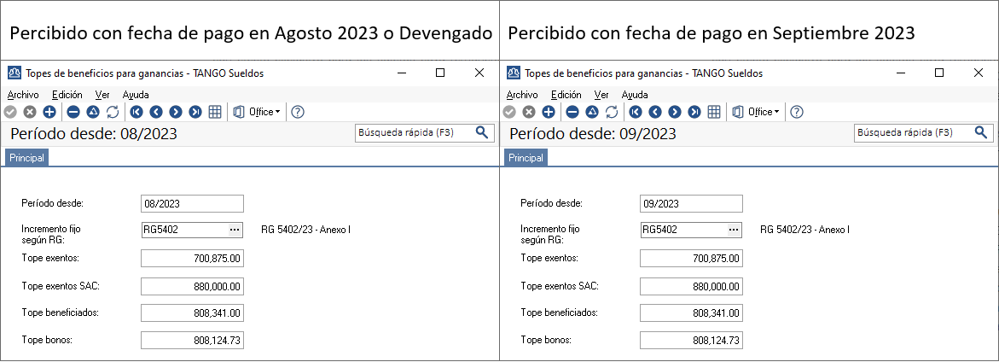 Percibido con fecha de pago en Agosto 2023 o Devengado
Topes de beneficios para ganancias - TANGO Sueldos
Archivo Edición Ver Ayuda
Office
Período desde: 08/2023
Búsqueda rápida (F3)
Principal
Período desde: 08/2023
Incremento fijo
según RG: RG5402 ... RG 5402/23 - Anexo I
Tope exentos: 700,875.00
Tope exentos SAC: 880,000.00
Tope beneficiados: 808,341.00
Tope bonos: 808,124.73
Percibido con fecha de pago en Septiembre 2023
Topes de beneficios para ganancias - TANGO Sueldos
Archivo Edición Ver Ayuda
Office
Período desde: 09/2023
Búsqueda rápida (F3)
Principal
Período desde: 09/2023
Incremento fijo
según RG: RG5402 ... RG 5402/23 - Anexo I
Tope exentos: 700,875.00
Tope exentos SAC: 880,000.00
Tope beneficiados: 808,341.00
Tope bonos: 808,124.73